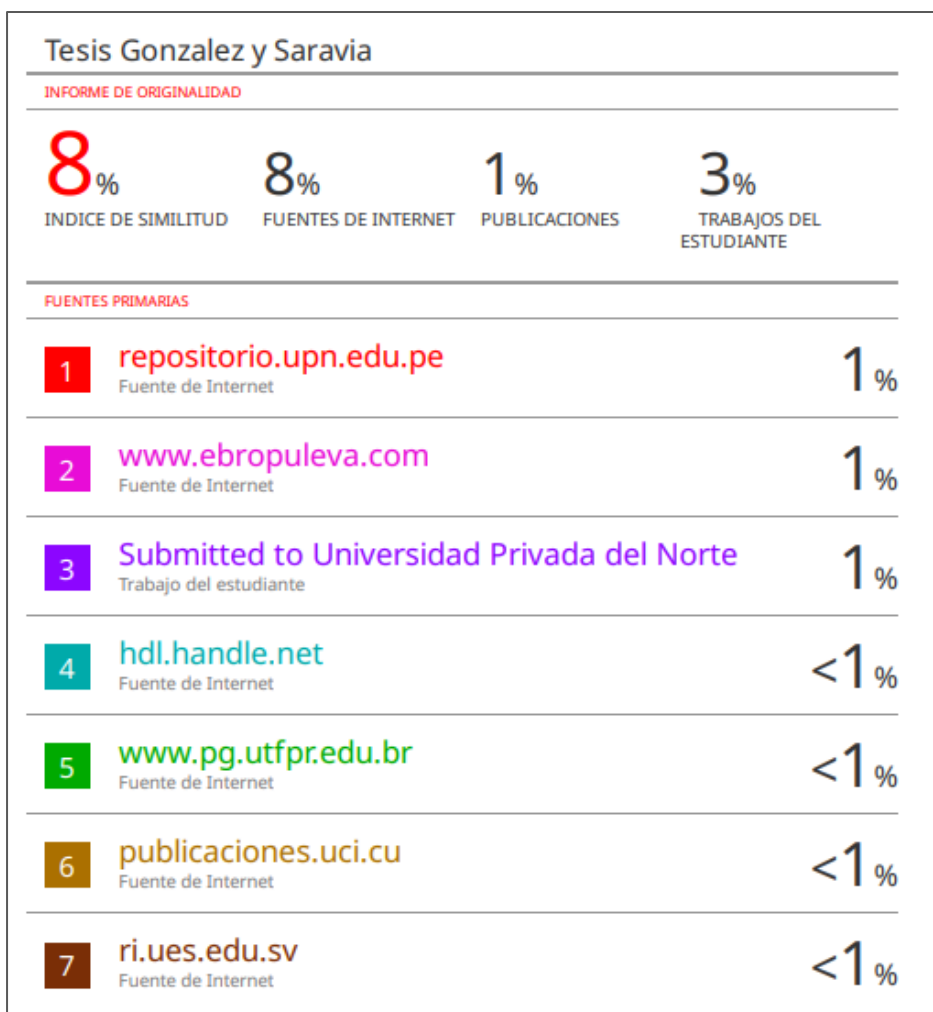 Tesis Gonzalez y Saravia
INFORME DE ORIGINALIDAD
8% 8% 1% 3%
INDICE DE SIMILITUD FUENTES DE INTERNET PUBLICACIONES TRABAJOS DEL
ESTUDIANTE
FUENTES PRIMARIAS
1 repositorio.upn.edu.pe 1%
Fuente de Internet
2 www.ebropuleva.com 1%
Fuente de Internet
3 Submitted to Universidad Privada del Norte 1%
Trabajo del estudiante
4 hdl.handle.net <1%
Fuente de Internet
5 www.pg.utfpr.edu.br <1%
Fuente de Internet
6 publicaciones.uci.cu <1%
Fuente de Internet
7 ri.ues.edu.sv <1%
Fuente de Internet